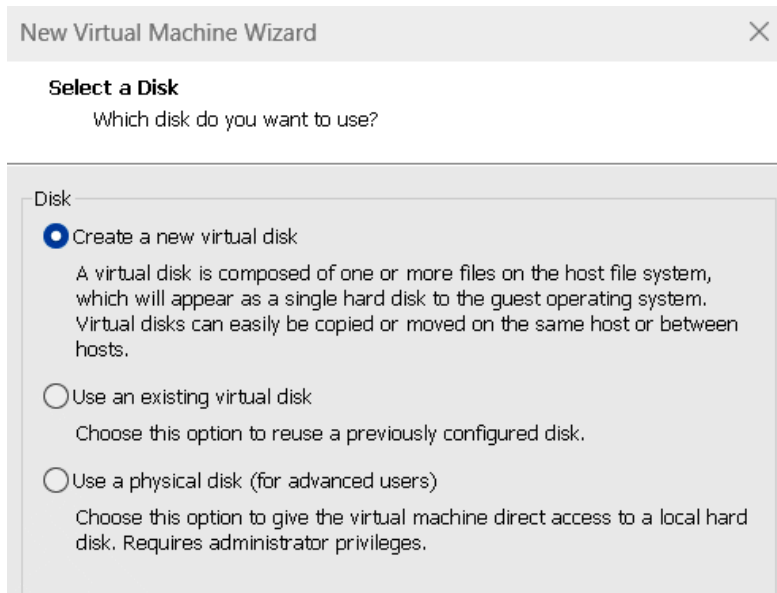 New Virtual Machine Wizard
Select a Disk
Which disk do you want to use?
Disk
Create a new virtual disk
A virtual disk is composed of one or more files on the host file system,
which will appear as a single hard disk to the guest operating system.
Virtual disks can easily be copied or moved on the same host or between
hosts.
Use an existing virtual disk
Choose this option to reuse a previously configured disk.
Use a physical disk (for advanced users)
Choose this option to give the virtual machine direct access to a local hard
disk. Requires administrator privileges.